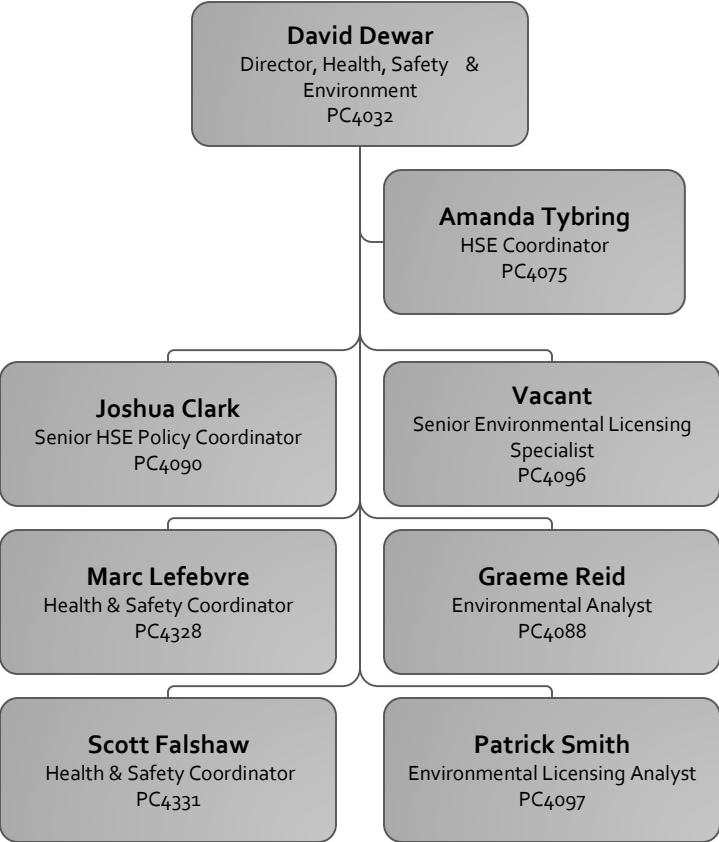 David Dewar
Director, Health, Safety &
Environment
PC4032
Amanda Tybring
HSE Coordinator
PC4075
Joshua Clark
Senior HSE Policy Coordinator
PC4090
Vacant
Senior Environmental Licensing
Specialist
PC4096
Marc Lefebvre
Health & Safety Coordinator
PC4328
Graeme Reid
Environmental Analyst
PC4088
Scott Falshaw
Health & Safety Coordinator
PC4331
Patrick Smith
Environmental Licensing Analyst
PC4097